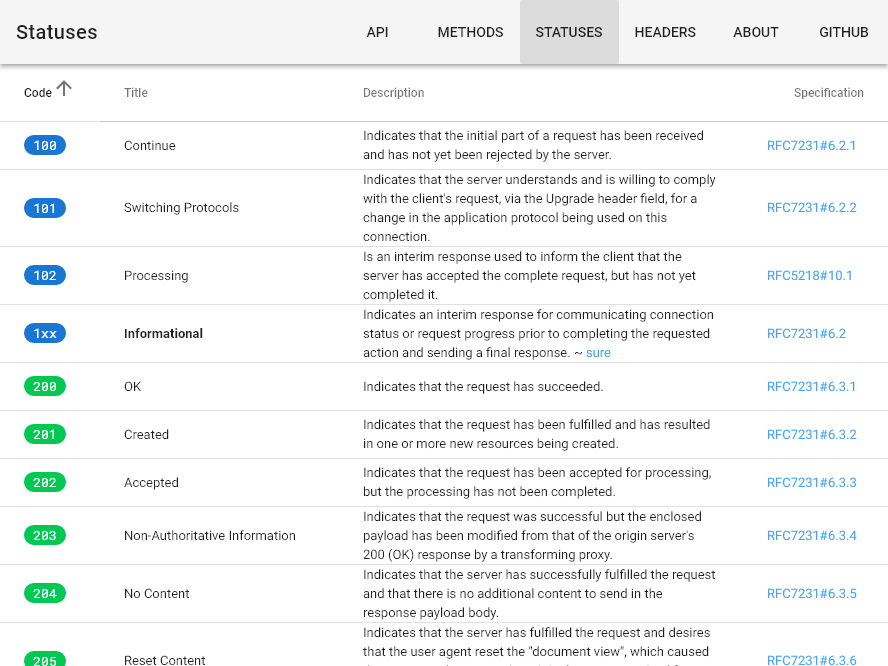 Statuses
API
METHODS
STATUSES
HEADERS
ABOUT
GITHUB
Code
Title
Description
Specification
100
Continue
Indicates that the initial part of a request has been received
and has not yet been rejected by the server.
RFC7231#6.2.1
101
Switching Protocols
Indicates that the server understands and is willing to comply
with the client's request, via the Upgrade header field, for a
change in the application protocol being used on this
connection.
RFC7231#6.2.2
102
Processing
Is an interim response used to inform the client that the
server has accepted the complete request, but has not yet
completed it.
RFC5218#10.1
1xx
Informational
Indicates an interim response for communicating connection
status or request progress prior to completing the requested
action and sending a final response. ~ sure
RFC7231#6.2
200
OK
Indicates that the request has succeeded.
RFC7231#6.3.1
201
Created
Indicates that the request has been fulfilled and has resulted
in one or more new resources being created.
RFC7231#6.3.2
202
Accepted
Indicates that the request has been accepted for processing,
but the processing has not been completed.
RFC7231#6.3.3
203
Non-Authoritative Information
Indicates that the request was successful but the enclosed
payload has been modified from that of the origin server's
200 (OK) response by a transforming proxy.
RFC7231#6.3.4
204
No Content
Indicates that the server has successfully fulfilled the request
and that there is no additional content to send in the
response payload body.
RFC7231#6.3.5
205
Reset Content
Indicates that the server has fulfilled the request and desires
that the user agent reset the "document view", which caused
RFC7231#6.3.6